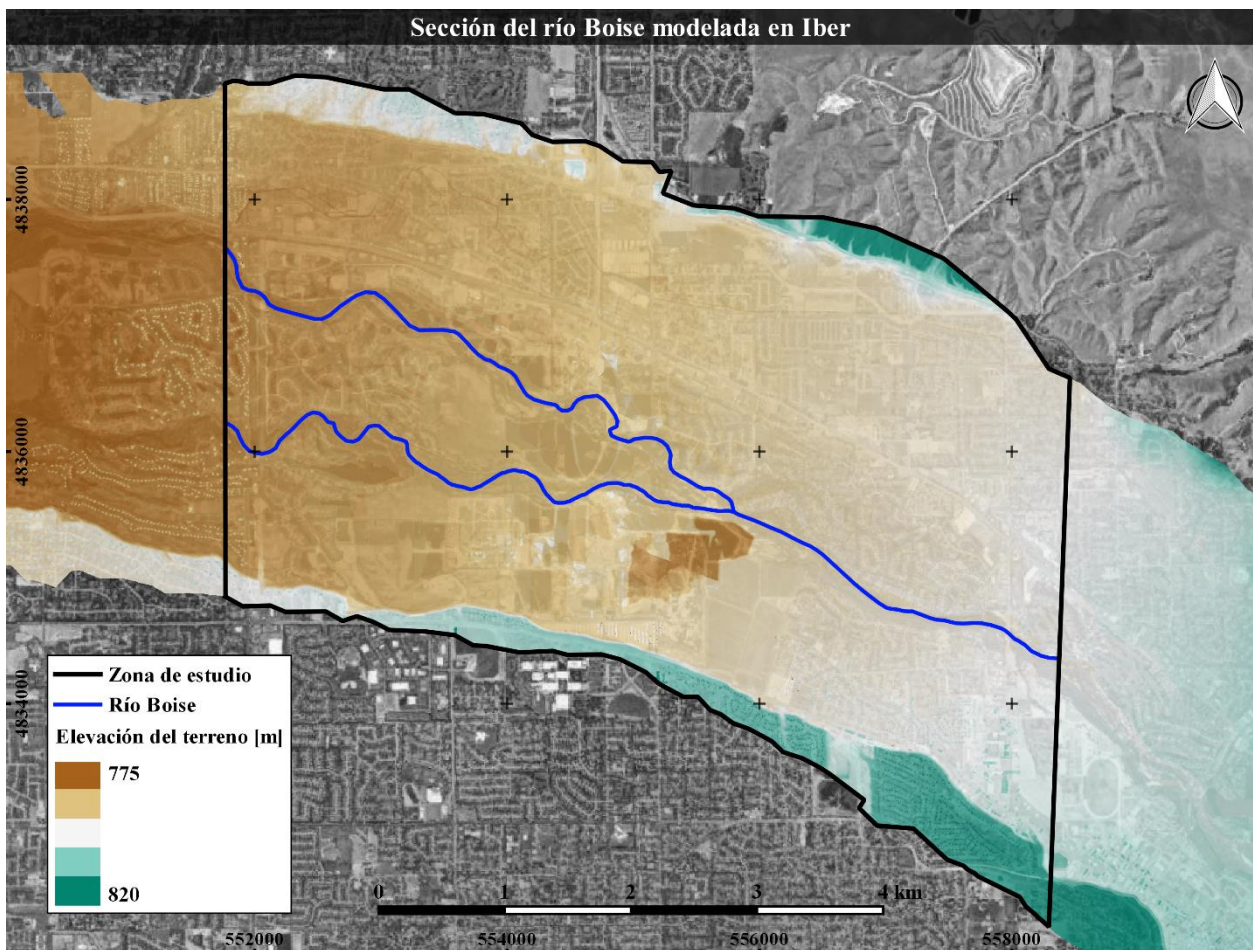 Sección del río Boise modelada en Iber
4838000
4836000
4834000
Zona de estudio
Río Boise
Elevación del terreno [m]
775
820
0 1 2 3 4 km
552000 554000 556000 558000